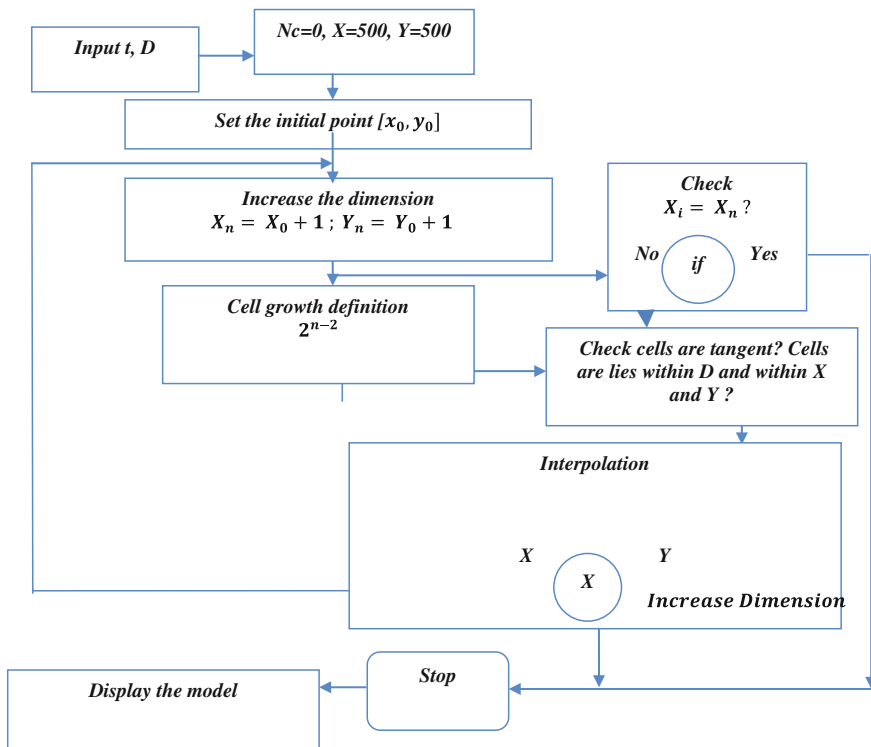 Input t, D
Nc=0, X=500, Y=500
Set the initial point [x₀, y₀]
Increase the dimension
Xₙ = X₀ + 1 ; Yₙ = Y₀ + 1
Check
Xᵢ = Xₙ ?
No if Yes
Cell growth definition
2ⁿ⁻²
Check cells are tangent? Cells
are lies within D and within X
and Y ?
Interpolation
X Y
X
Increase Dimension
Stop
Display the model